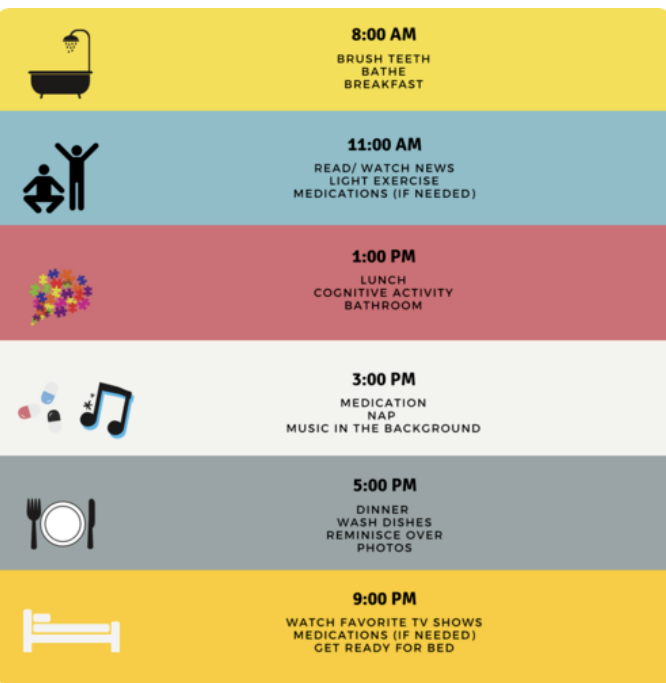 8:00 AM
BRUSH TEETH
BATHE
BREAKFAST
11:00 AM
READ/ WATCH NEWS
LIGHT EXERCISE
MEDICATIONS (IF NEEDED)
1:00 PM
LUNCH
COGNITIVE ACTIVITY
BATHROOM
3:00 PM
MEDICATION
NAP
MUSIC IN THE BACKGROUND
5:00 PM
DINNER
WASH DISHES
REMINISCE OVER
PHOTOS
9:00 PM
WATCH FAVORITE TV SHOWS
MEDICATIONS (IF NEEDED)
GET READY FOR BED